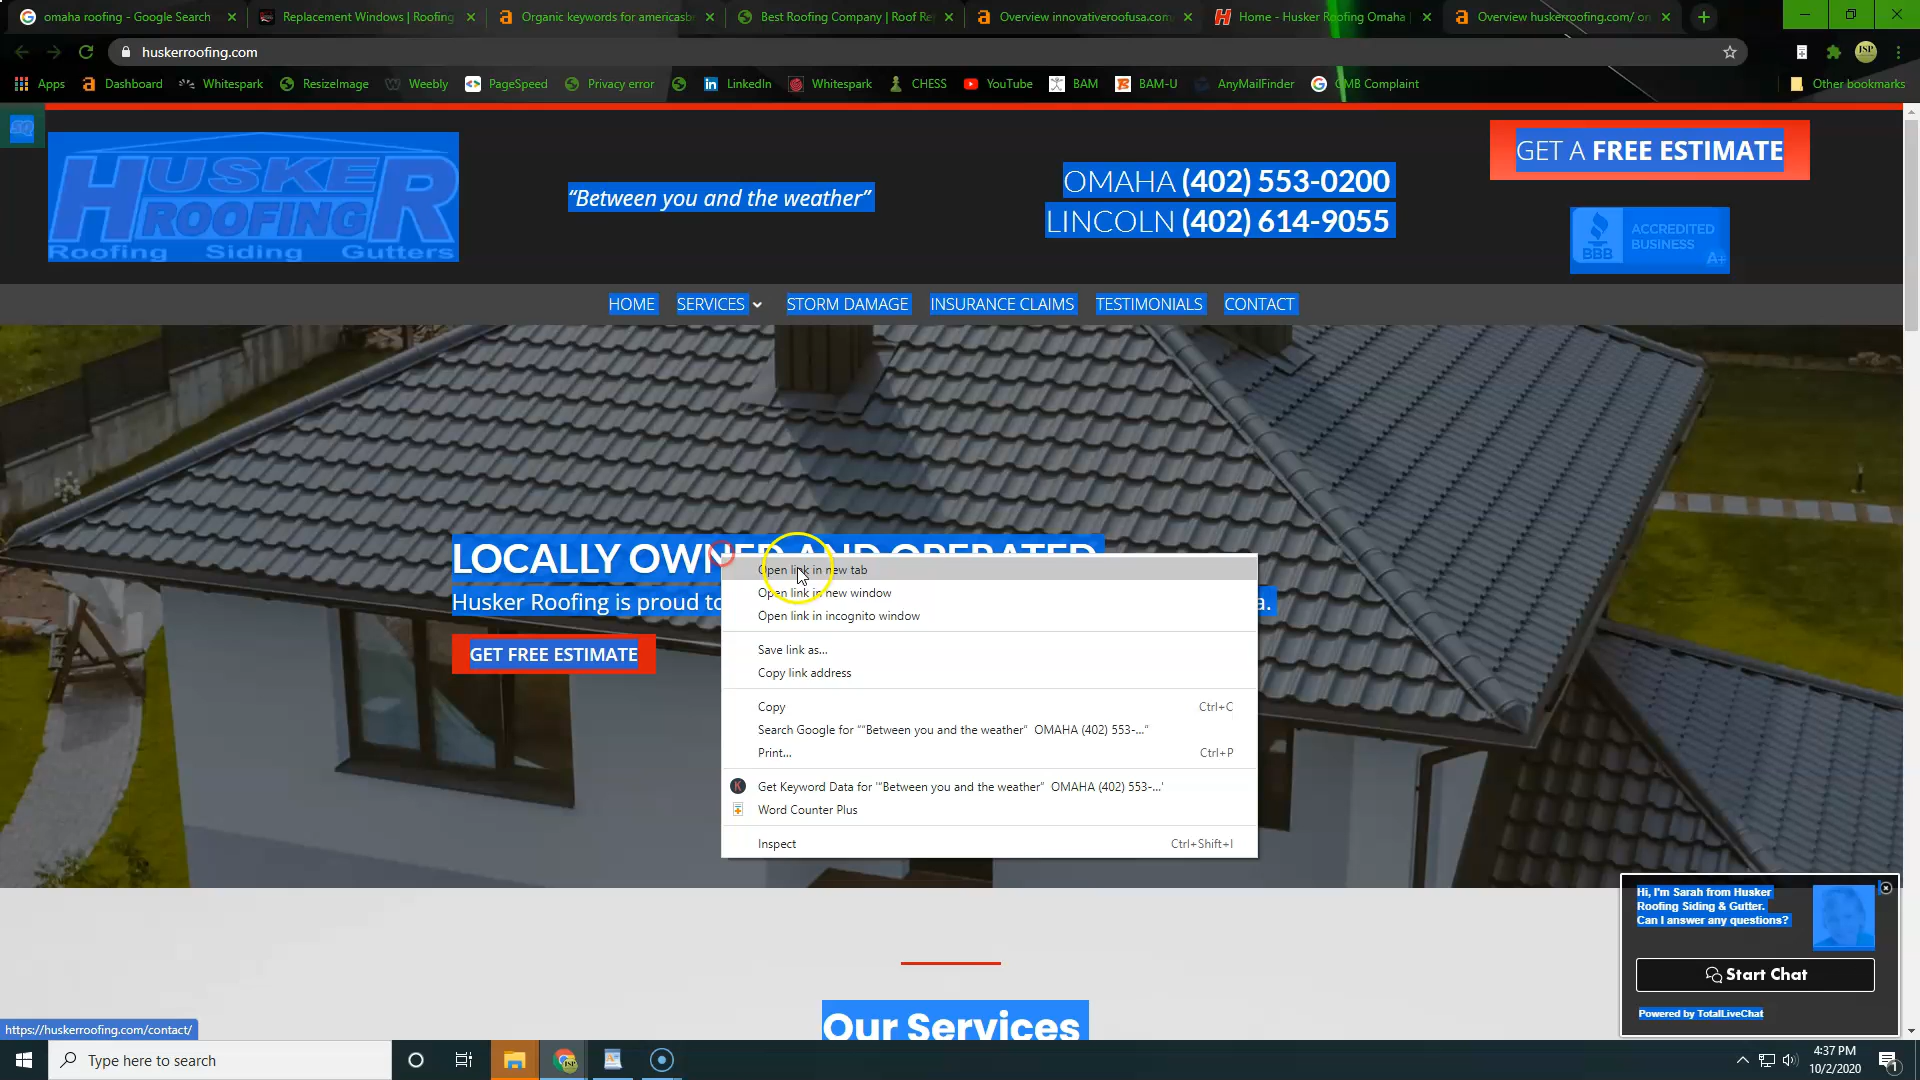 omaha roofing - Google Search
Replacement Windows | Roofing
Organic keywords for americasb
Best Roofing Company | Roof Re
Overview innovativeroofusa.com
Home - Husker Roofing Omaha |
Overview huskerroofing.com/ on
huskerroofing.com
JSP
Apps
Dashboard
Whitespark
ResizeImage
Weebly
PageSpeed
Privacy error
LinkedIn
Whitespark
CHESS
YouTube
BAM
BAM-U
AnyMailFinder
GMB Complaint
Other bookmarks
SQ
HUSKER
ROOFING
Roofing Siding Gutters
“Between you and the weather”
OMAHA (402) 553-0200
LINCOLN (402) 614-9055
GET A FREE ESTIMATE
BBB
ACCREDITED
BUSINESS
A+
HOME
SERVICES
STORM DAMAGE
INSURANCE CLAIMS
TESTIMONIALS
CONTACT
LOCALLY OWNED AND OPERATED
Husker Roofing is proud to
a.
GET FREE ESTIMATE
Open link in new tab
Open link in new window
Open link in incognito window
Save link as...
Copy link address
Copy Ctrl+C
Search Google for "“Between you and the weather” OMAHA (402) 553-..."
Print... Ctrl+P
Get Keyword Data for '“Between you and the weather” OMAHA (402) 553-...'
Word Counter Plus
Inspect Ctrl+Shift+I
Our Services
Hi, I'm Sarah from Husker
Roofing Siding & Gutter.
Can I answer any questions?
Start Chat
Powered by TotalLiveChat
https://huskerroofing.com/contact/
Type here to search
4:37 PM
10/2/2020
1